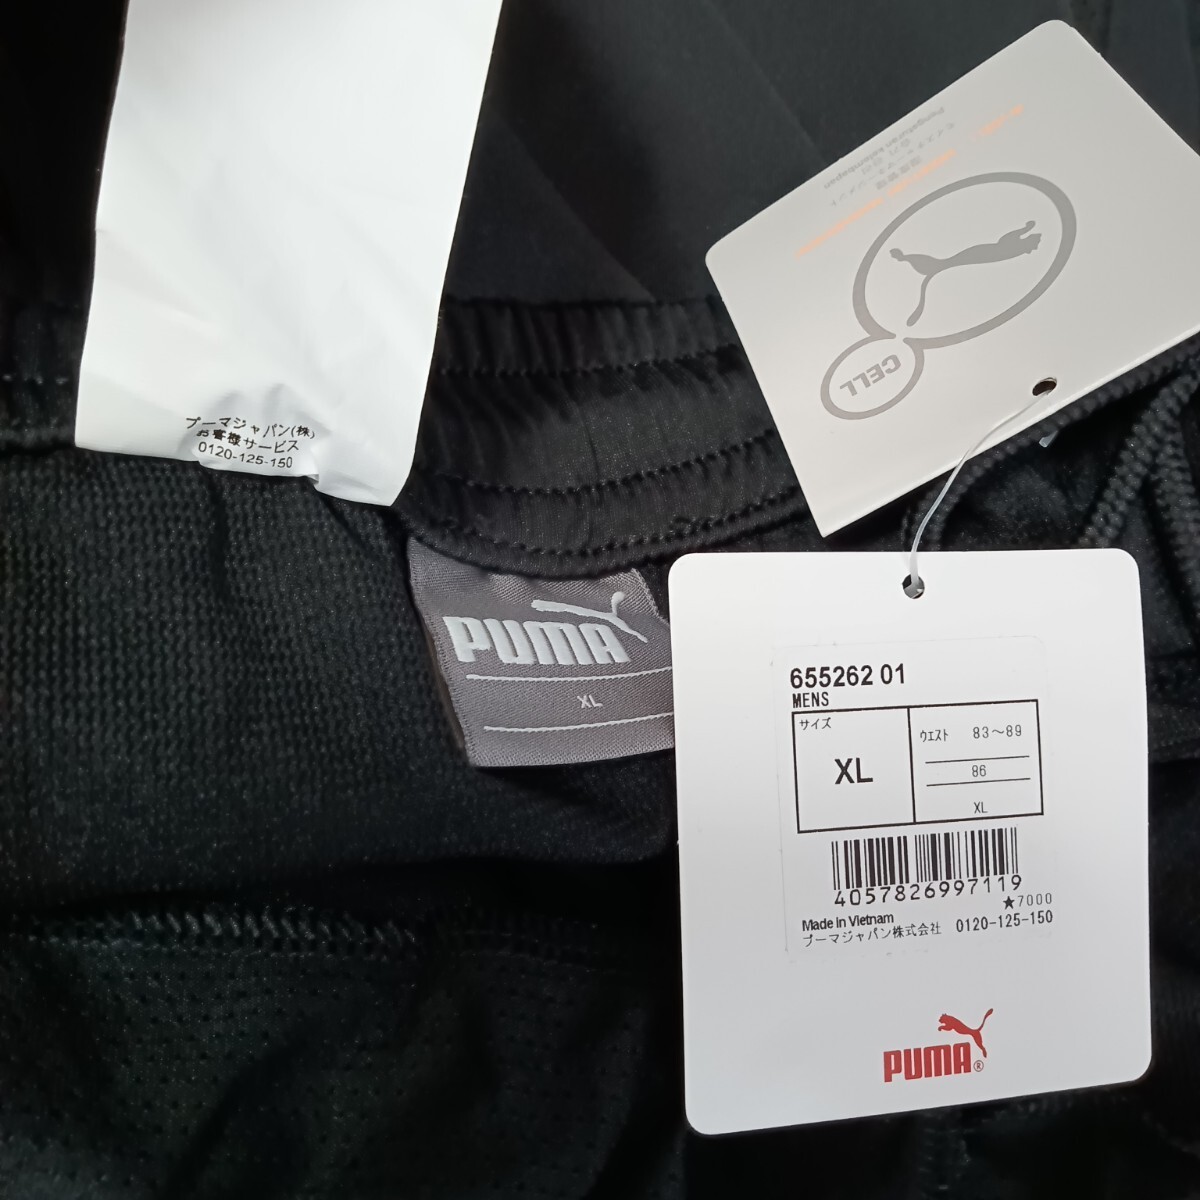 プーマジャパン(株)
お客様サービス
0120-125-150
CELL
PUMA
XL
655262 01
MENS
サイズ
XL
ウエスト 83～89
86
XL
4057826997119
★7000
Made in Vietnam
プーマジャパン株式会社 0120-125-150
PUMA®